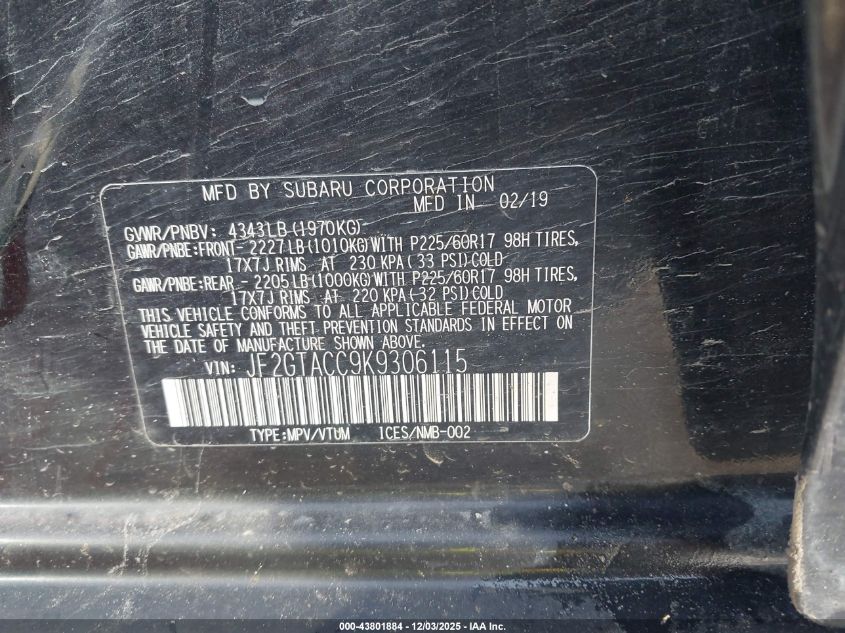 MFD BY SUBARU CORPORATION
MFD IN 02/19
GVWR/PNBV: 4343LB(1970KG)
GAWR/PNBE:FRONT- 2227LB(1010KG)WITH P225/60R17 98H TIRES,
17X7J RIMS AT 230 KPA(33 PSI)COLD
GAWR/PNBE:REAR - 2205LB(1000KG)WITH P225/60R17 98H TIRES,
17X7J RIMS AT 220 KPA(32 PSI)COLD
THIS VEHICLE CONFORMS TO ALL APPLICABLE FEDERAL MOTOR
VEHICLE SAFETY AND THEFT PREVENTION STANDARDS IN EFFECT ON
THE DATE OF MANUFACTURE SHOWN ABOVE.
VIN: JF2GTACC9K9306115
TYPE:MPV/VTUM 1CES/NMB-002
000-43801884 - 12/03/2025 - IAA Inc.